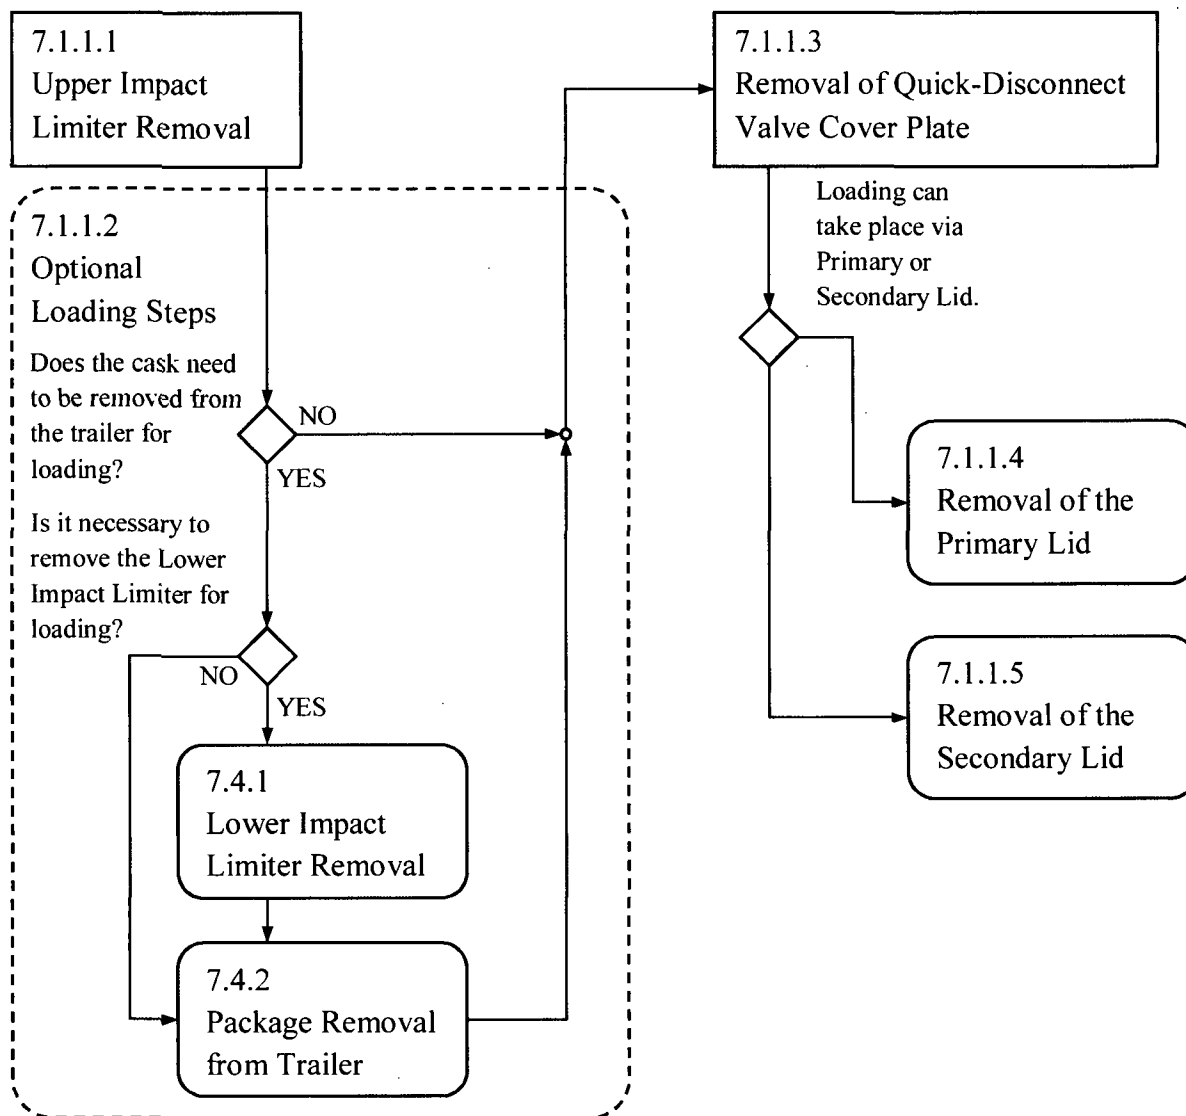 7.1.1.1
Upper Impact
Limiter Removal
7.1.1.2
Optional
Loading Steps
Does the cask need
to be removed from
the trailer for
loading?
NO
YES
Is it necessary to
remove the Lower
Impact Limiter for
loading?
NO
YES
7.4.1
Lower Impact
Limiter Removal
7.4.2
Package Removal
from Trailer
7.1.1.3
Removal of Quick-Disconnect
Valve Cover Plate
Loading can
take place via
Primary or
Secondary Lid.
7.1.1.4
Removal of the
Primary Lid
7.1.1.5
Removal of the
Secondary Lid